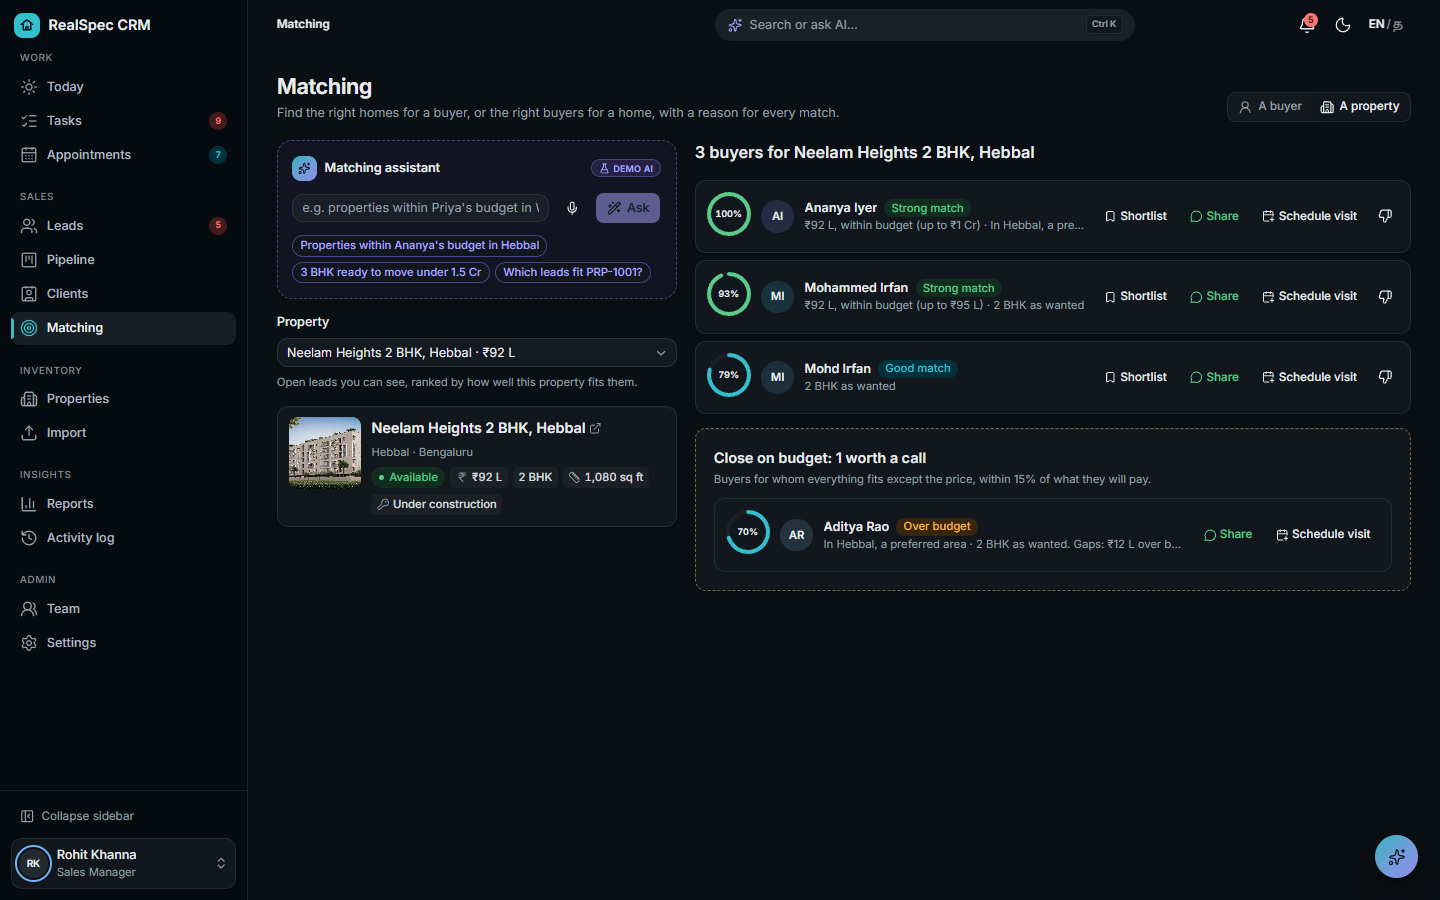 RealSpec CRM
WORK
Today
Tasks 9
Appointments 7
SALES
Leads 5
Pipeline
Clients
Matching
INVENTORY
Properties
Import
INSIGHTS
Reports
Activity log
ADMIN
Team
Settings
Collapse sidebar
RK
Rohit Khanna
Sales Manager
Matching
Search or ask AI... Ctrl K
5
EN / த
Matching
Find the right homes for a buyer, or the right buyers for a home, with a reason for every match.
A buyer A property
Matching assistant DEMO AI
e.g. properties within Priya's budget in
Ask
Properties within Ananya's budget in Hebbal
3 BHK ready to move under 1.5 Cr Which leads fit PRP-1001?
Property
Neelam Heights 2 BHK, Hebbal · ₹92 L
Open leads you can see, ranked by how well this property fits them.
Neelam Heights 2 BHK, Hebbal
Hebbal · Bengaluru
Available ₹ ₹92 L 2 BHK 1,080 sq ft
Under construction
3 buyers for Neelam Heights 2 BHK, Hebbal
100% AI Ananya Iyer Strong match
₹92 L, within budget (up to ₹1 Cr) · In Hebbal, a pre...
Shortlist Share Schedule visit
93% MI Mohammed Irfan Strong match
₹92 L, within budget (up to ₹95 L) · 2 BHK as wanted
Shortlist Share Schedule visit
79% MI Mohd Irfan Good match
2 BHK as wanted
Shortlist Share Schedule visit
Close on budget: 1 worth a call
Buyers for whom everything fits except the price, within 15% of what they will pay.
70% AR Aditya Rao Over budget
In Hebbal, a preferred area · 2 BHK as wanted. Gaps: ₹12 L over b...
Share Schedule visit